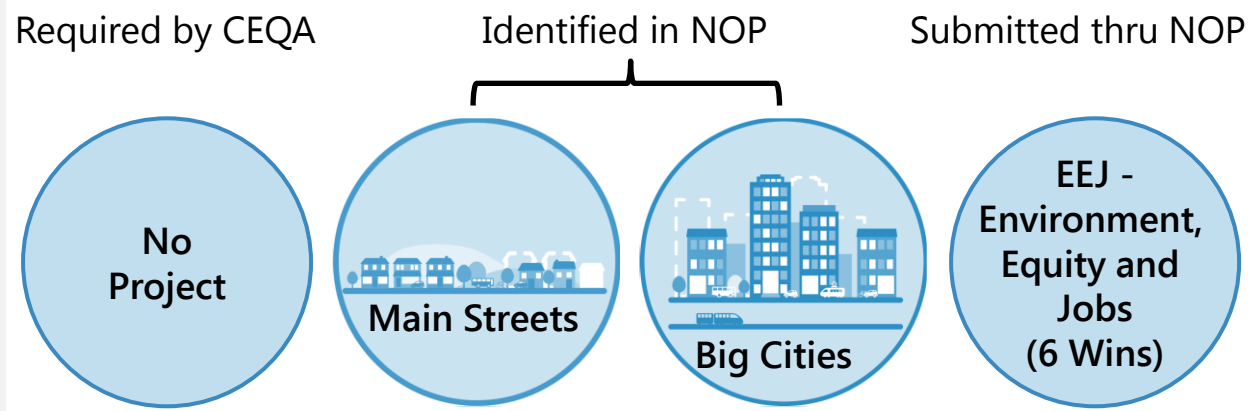 Required by CEQA
Identified in NOP
Submitted thru NOP
No
Project
Main Streets
Big Cities
EEJ -
Environment,
Equity and
Jobs
(6 Wins)